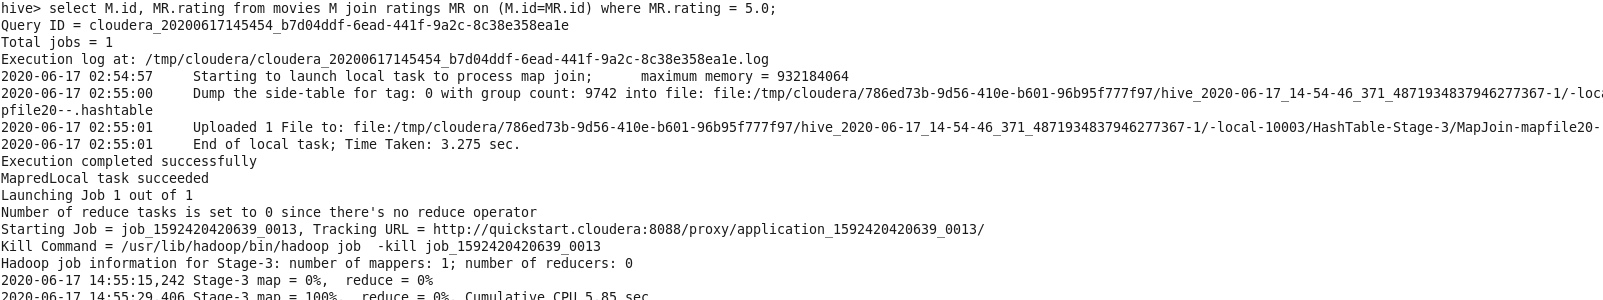 hive> select M.id, MR.rating from movies M join ratings MR on (M.id=MR.id) where MR.rating = 5.0;
Query ID = cloudera_20200617145454_b7d04ddf-6ead-441f-9a2c-8c38e358ea1e
Total jobs = 1
Execution log at: /tmp/cloudera/cloudera_20200617145454_b7d04ddf-6ead-441f-9a2c-8c38e358ea1e.log
2020-06-17 02:54:57     Starting to launch local task to process map join;      maximum memory = 932184064
2020-06-17 02:55:00     Dump the side-table for tag: 0 with group count: 9742 into file: file:/tmp/cloudera/786ed73b-9d56-410e-b601-96b95f777f97/hive_2020-06-17_14-54-46_371_4871934837946277367-1/-loca
pfile20--.hashtable
2020-06-17 02:55:01     Uploaded 1 File to: file:/tmp/cloudera/786ed73b-9d56-410e-b601-96b95f777f97/hive_2020-06-17_14-54-46_371_4871934837946277367-1/-local-10003/HashTable-Stage-3/MapJoin-mapfile20-
2020-06-17 02:55:01     End of local task; Time Taken: 3.275 sec.
Execution completed successfully
MapredLocal task succeeded
Launching Job 1 out of 1
Number of reduce tasks is set to 0 since there's no reduce operator
Starting Job = job_1592420420639_0013, Tracking URL = http://quickstart.cloudera:8088/proxy/application_1592420420639_0013/
Kill Command = /usr/lib/hadoop/bin/hadoop job  -kill job_1592420420639_0013
Hadoop job information for Stage-3: number of mappers: 1; number of reducers: 0
2020-06-17 14:55:15,242 Stage-3 map = 0%,  reduce = 0%
2020-06-17 14:55:29,406 Stage-3 map = 100%,  reduce = 0%, Cumulative CPU 5.85 sec